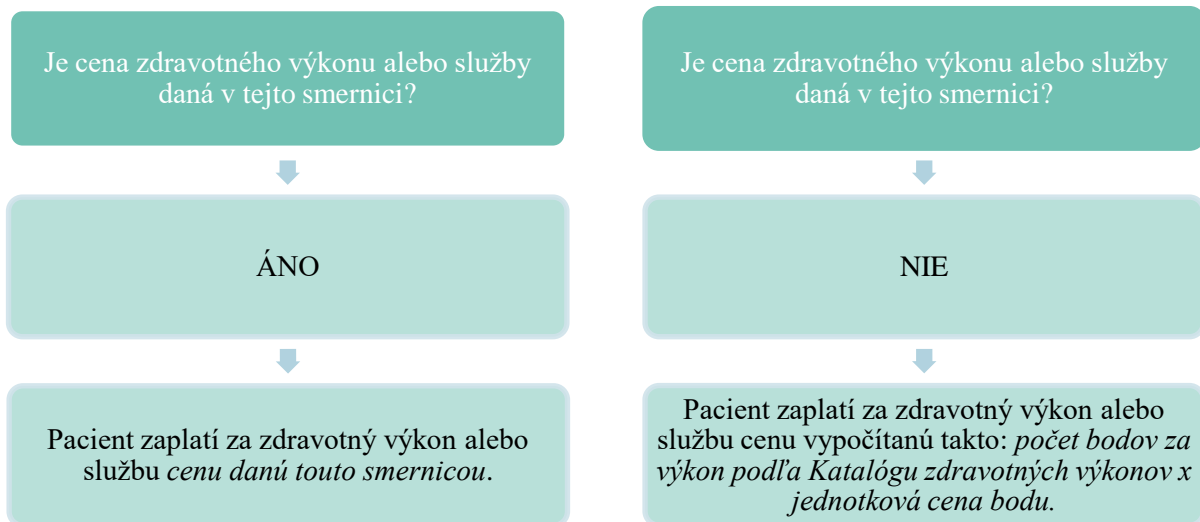 Je cena zdravotného výkonu alebo služby
daná v tejto smernici?
ÁNO
Pacient zaplatí za zdravotný výkon alebo
službu cenu danú touto smernicou.
Je cena zdravotného výkonu alebo služby
daná v tejto smernici?
NIE
Pacient zaplatí za zdravotný výkon alebo
službu cenu vypočítanú takto: počet bodov za
výkon podľa Katalógu zdravotných výkonov x
jednotková cena bodu.